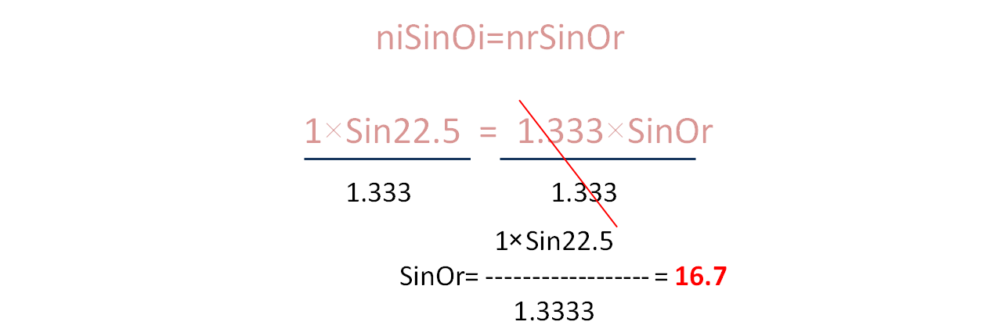 niSinOi=nrSinOr
1×Sin22.5 = 1.333×SinOr
1.333 1.333
1×Sin22.5
SinOr= ------------------ = 16.7
1.3333